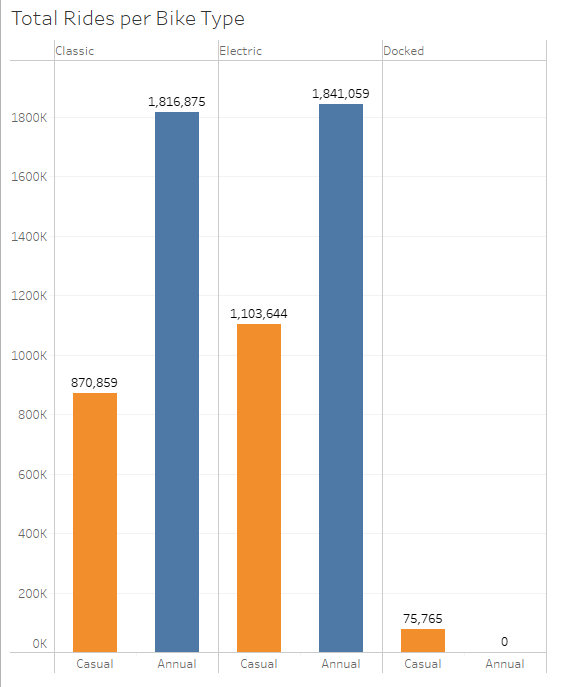 Total Rides per Bike Type
Classic Electric Docked
1,816,875
1,841,059
1800K
1600K
1400K
1200K
1,103,644
1000K
870,859
800K
600K
400K
200K
75,765
0
0K
Casual Annual Casual Annual Casual Annual